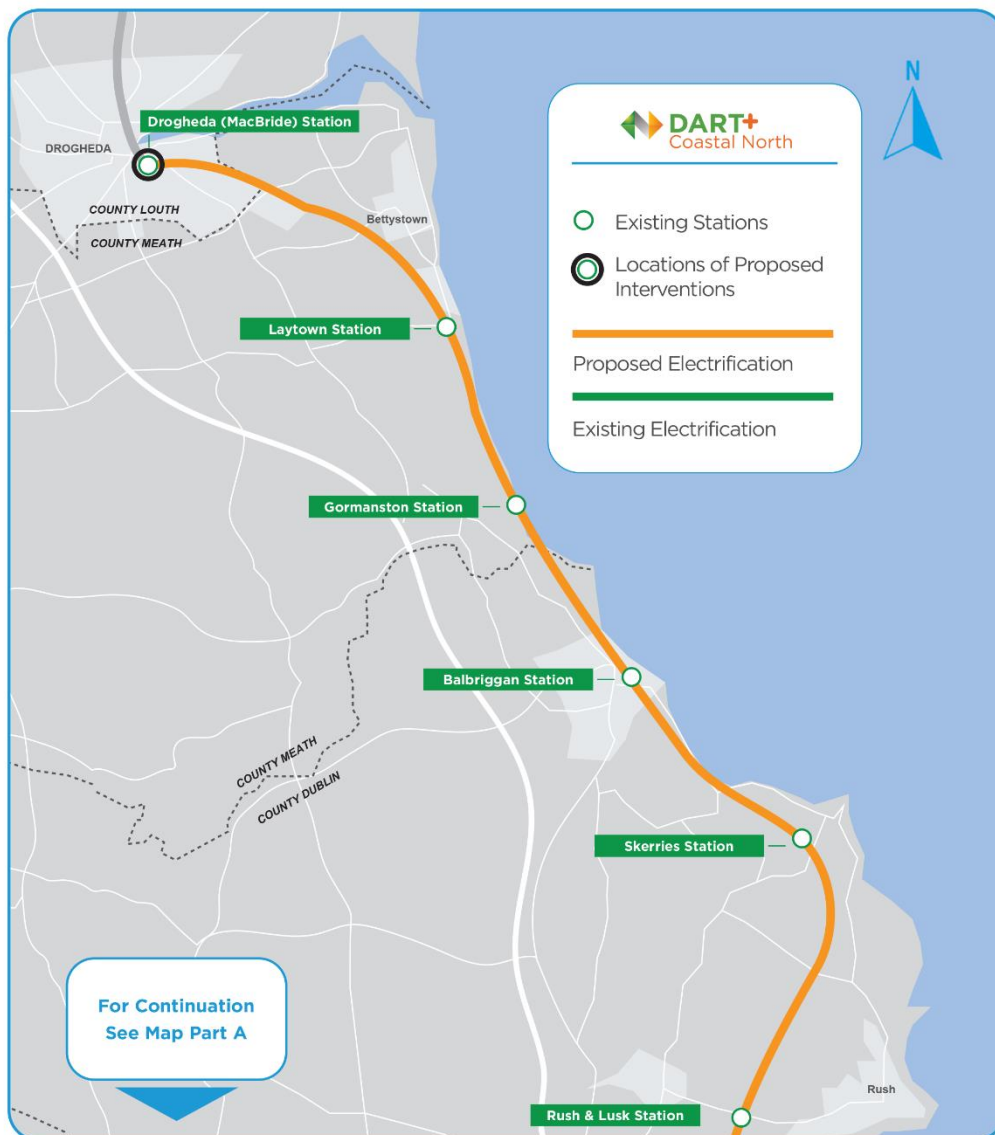 N
DART+
Coastal North
Existing Stations
Locations of Proposed
Interventions
Proposed Electrification
Existing Electrification
Drogheda (MacBride) Station
DROGHEDA
COUNTY LOUTH
COUNTY MEATH
Bettystown
Laytown Station
Gormanston Station
Balbriggan Station
COUNTY MEATH
COUNTY DUBLIN
Skerries Station
For Continuation
See Map Part A
Rush
Rush & Lusk Station